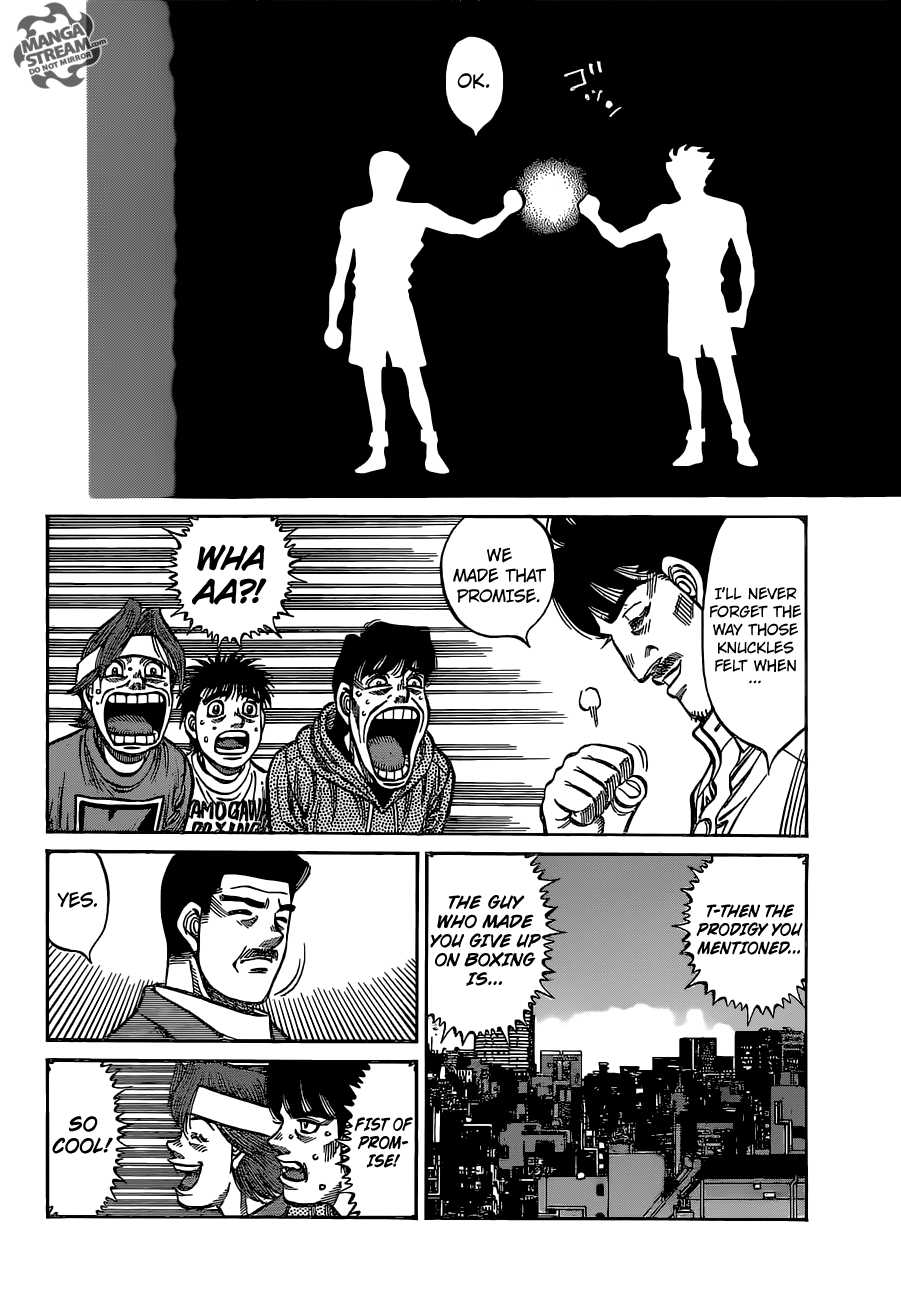 MANGA
STREAM.com
DO NOT MIRROR
OK.
ゴッン
I'LL NEVER
FORGET THE
WAY THOSE
KNUCKLES
FELT WHEN
...
WE
MADE THAT
PROMISE.
WHA
AA?!
KAMOGAWA
BOXING
T-THEN THE
PRODIGY YOU
MENTIONED...
THE GUY
WHO MADE
YOU GIVE UP
ON BOXING
IS...
YES.
FIST OF
PROM-
ISE!
SO
COOL!